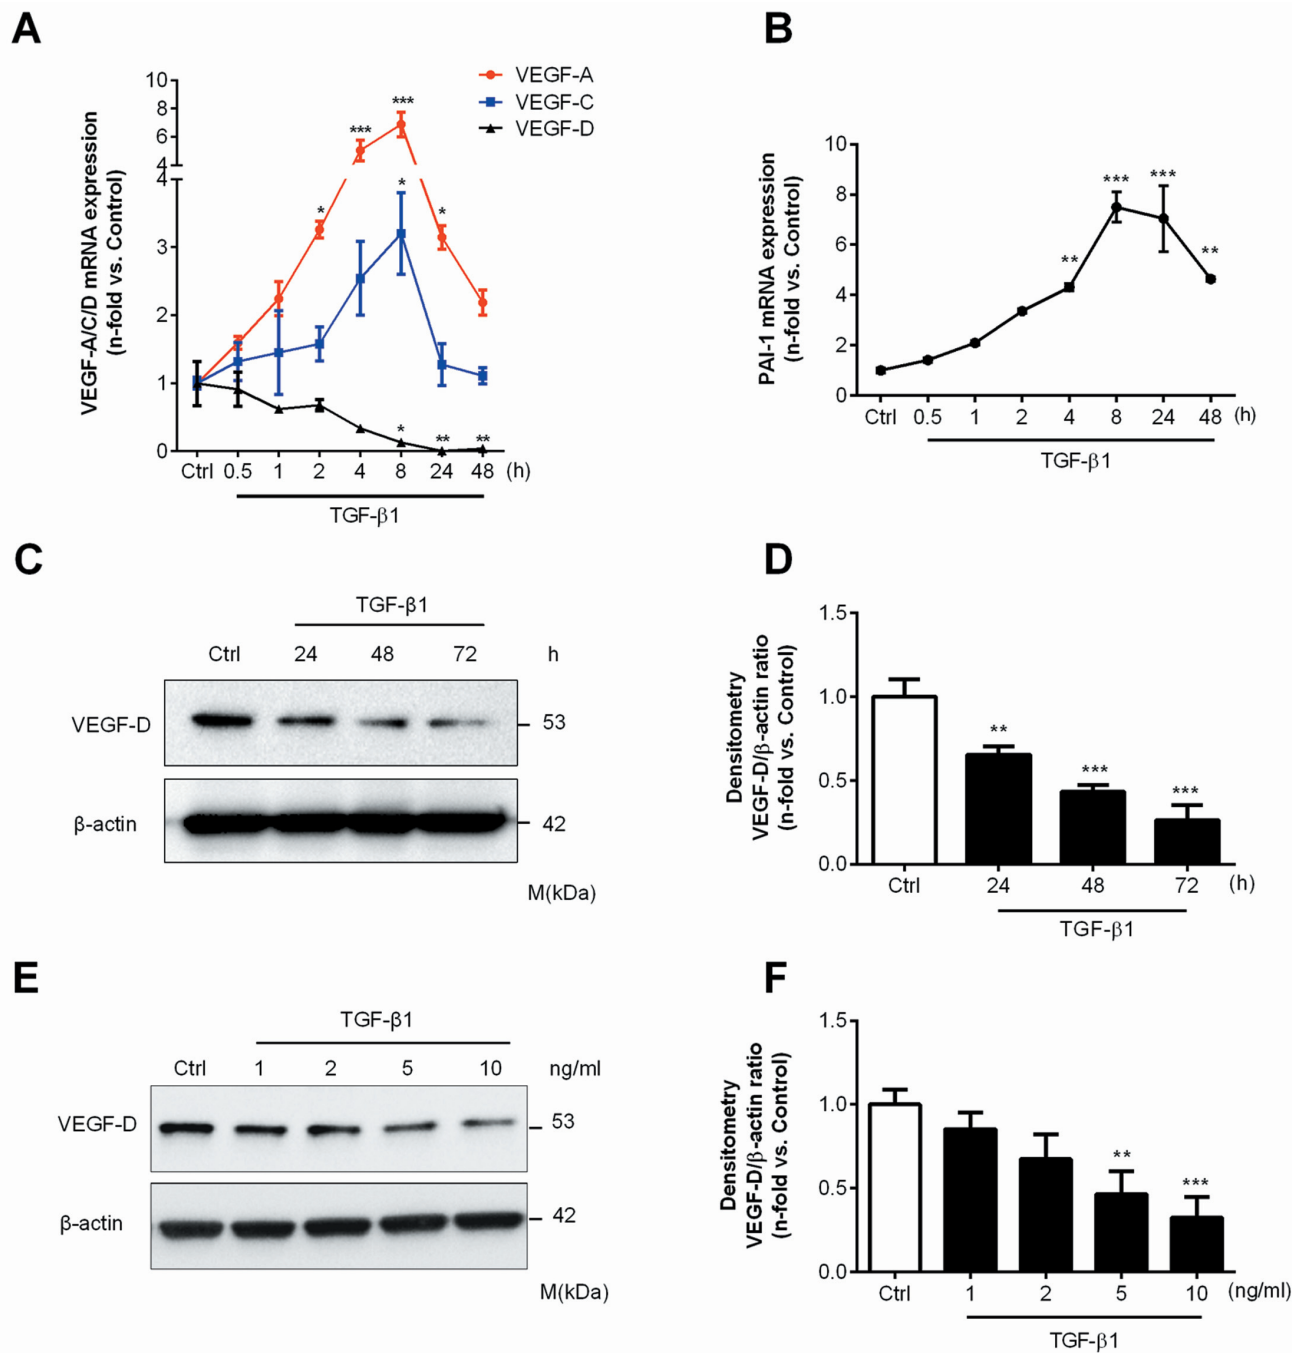 A
VEGF-A/C/D mRNA expression
(n-fold vs. Control)
10
8
6
4
4
3
2
1
0
***
***
*
*
*
*
**
**
VEGF-A
VEGF-C
VEGF-D
Ctrl 0.5 1 2 4 8 24 48 (h)
TGF-β1
B
PAI-1 mRNA expression
(n-fold vs. Control)
10
8
6
4
2
0
**
***
***
**
Ctrl 0.5 1 2 4 8 24 48 (h)
TGF-β1
C
TGF-β1
Ctrl 24 48 72 h
VEGF-D
53
β-actin
42
M(kDa)
D
Densitometry
VEGF-D/β-actin ratio
(n-fold vs. Control)
1.5
1.0
0.5
0.0
**
***
***
Ctrl 24 48 72 (h)
TGF-β1
E
TGF-β1
Ctrl 1 2 5 10 ng/ml
VEGF-D
53
β-actin
42
M(kDa)
F
Densitometry
VEGF-D/β-actin ratio
(n-fold vs. Control)
1.5
1.0
0.5
0.0
**
***
Ctrl 1 2 5 10 (ng/ml)
TGF-β1